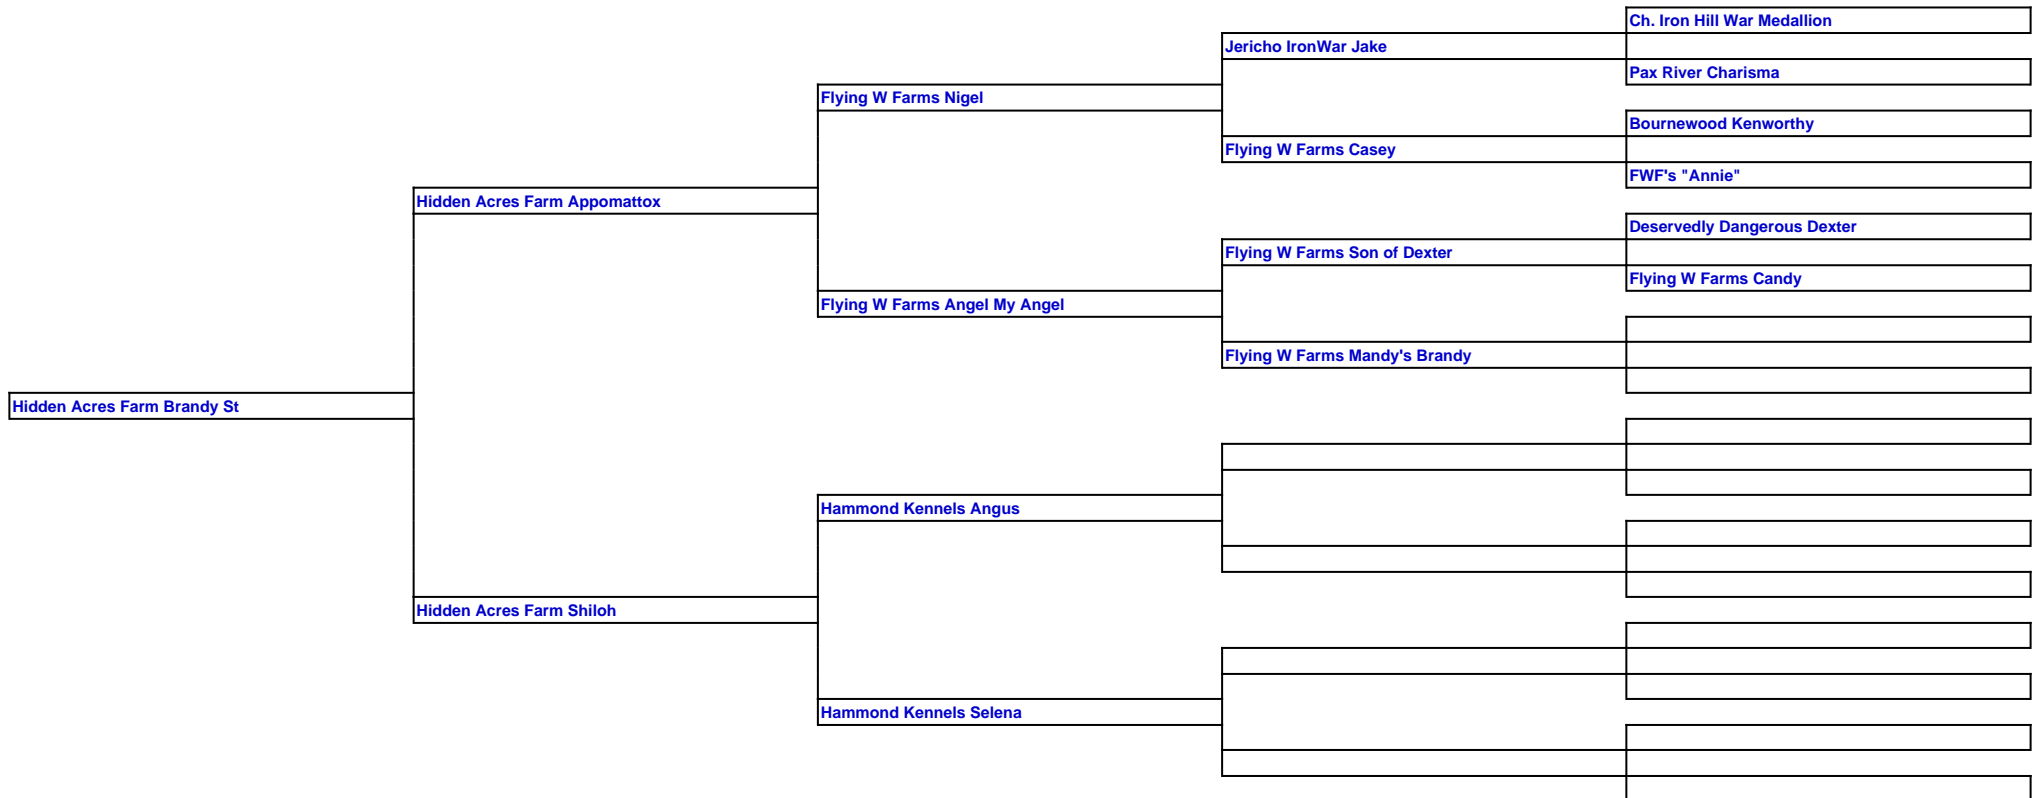 Ch. Iron Hill War Medallion
Jericho IronWar Jake
Pax River Charisma
Flying W Farms Nigel
Bournewood Kenworthy
Flying W Farms Casey
FWF's "Annie"
Hidden Acres Farm Appomattox
Deservedly Dangerous Dexter
Flying W Farms Son of Dexter
Flying W Farms Candy
Flying W Farms Angel My Angel
Flying W Farms Mandy's Brandy
Hidden Acres Farm Brandy St
Hammond Kennels Angus
Hidden Acres Farm Shiloh
Hammond Kennels Selena